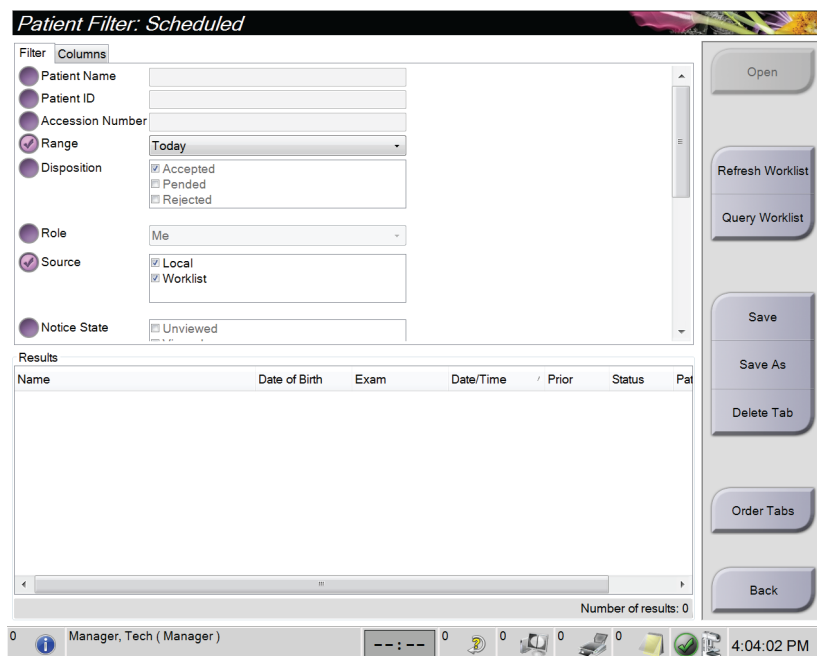 Patient Filter: Scheduled
Filter Columns
Patient Name
Patient ID
Accession Number
Range Today
Disposition Accepted
Pended
Rejected
Role Me
Source Local
Worklist
Notice State Unviewed
Results
Name Date of Birth Exam Date/Time Prior Status Pat
Number of results: 0
Open
Refresh Worklist
Query Worklist
Save
Save As
Delete Tab
Order Tabs
Back
0 Manager, Tech ( Manager ) --:-- 0 0 0 0 4:04:02 PM